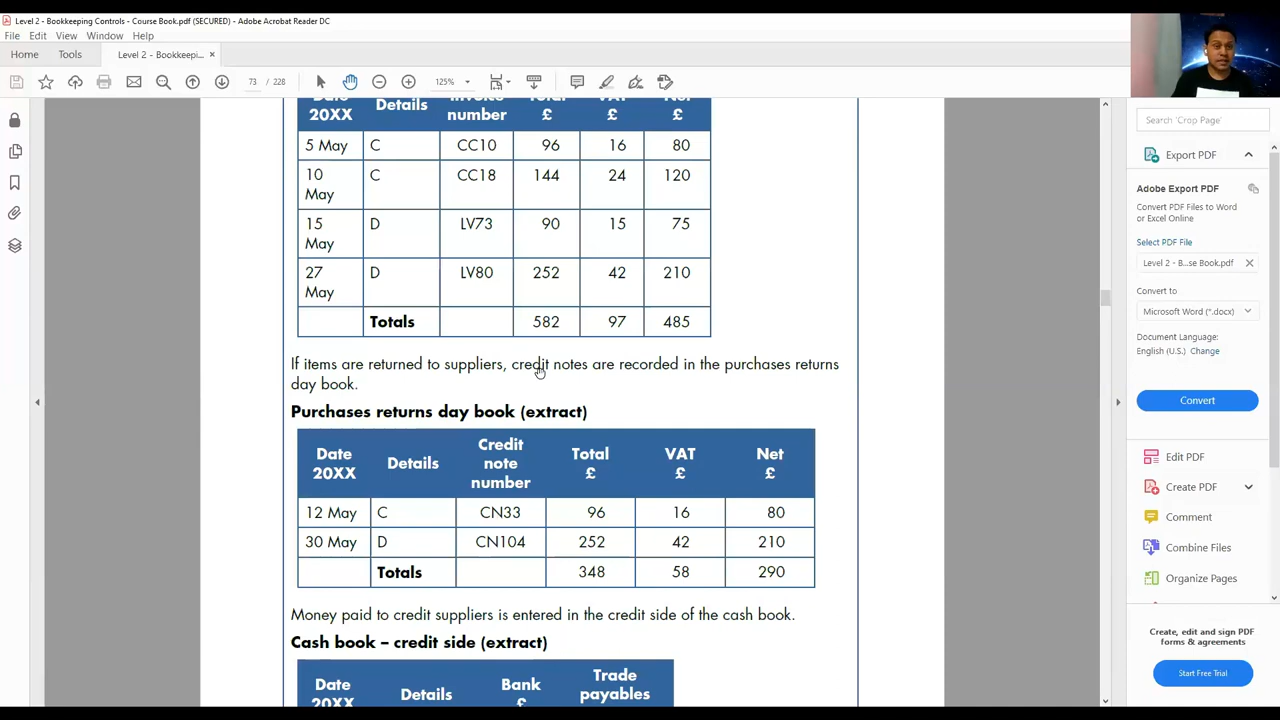 Level 2 - Bookkeeping Controls - Course Book.pdf (SECURED) - Adobe Acrobat Reader DC
File Edit View Window Help
Home Tools Level 2 - Bookkeepi... ×
73 / 228 125%
Date Details Invoice Total VAT Net
20XX number £ £ £
5 May C CC10 96 16 80
10 C CC18 144 24 120
May
15 D LV73 90 15 75
May
27 D LV80 252 42 210
May
Totals 582 97 485
If items are returned to suppliers, credit notes are recorded in the purchases returns
day book.
Purchases returns day book (extract)
Credit
Date Details note Total VAT Net
20XX number £ £ £
12 May C CN33 96 16 80
30 May D CN104 252 42 210
Totals 348 58 290
Money paid to credit suppliers is entered in the credit side of the cash book.
Cash book – credit side (extract)
Date Details Bank Trade
20XX £ payables
Search 'Crop Page'
Export PDF
Adobe Export PDF
Convert PDF Files to Word
or Excel Online
Select PDF File
Level 2 - B...se Book.pdf
Convert to
Microsoft Word (*.docx)
Document Language:
English (U.S.) Change
Convert
Edit PDF
Create PDF
Comment
Combine Files
Organize Pages
Create, edit and sign PDF
forms & agreements
Start Free Trial